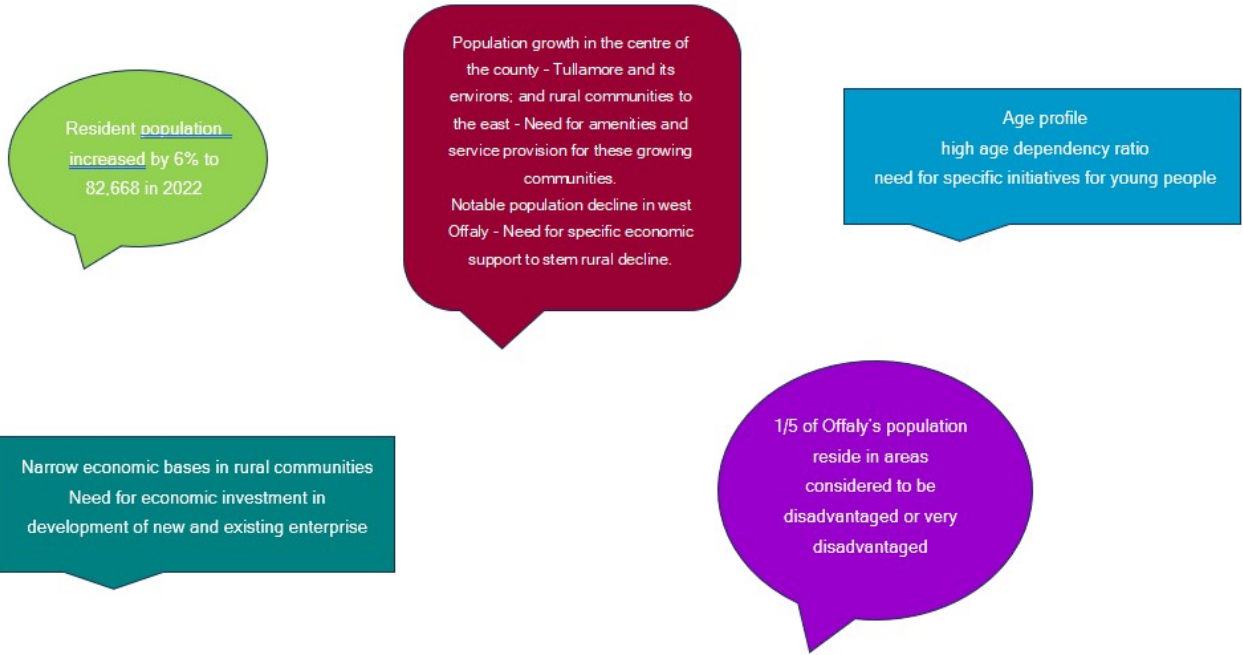 Resident population
increased by 6% to
82,668 in 2022
Population growth in the centre of
the county - Tullamore and its
environs; and rural communities to
the east - Need for amenities and
service provision for these growing
communities.
Notable population decline in west
Offaly - Need for specific economic
support to stem rural decline.
Age profile
high age dependency ratio
need for specific initiatives for young people
Narrow economic bases in rural communities
Need for economic investment in
development of new and existing enterprise
1/5 of Offaly's population
reside in areas
considered to be
disadvantaged or very
disadvantaged